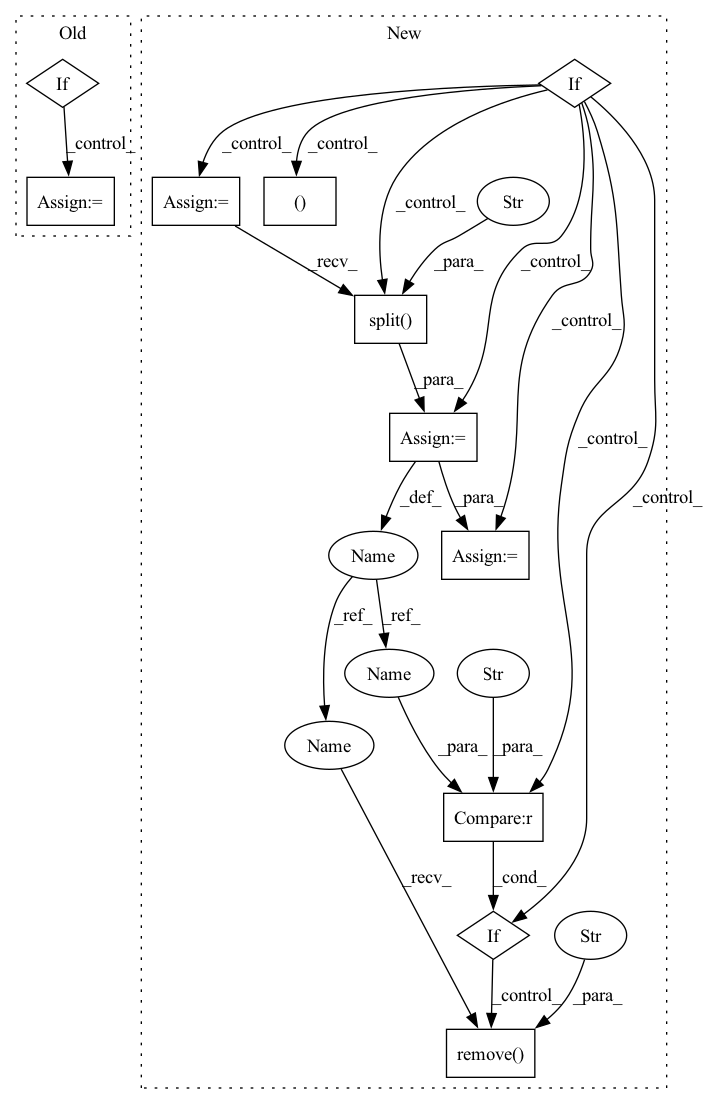 Old
New
If
If
_control_
_control_
_control_
Assign:=
Assign:=
()
_control_
Str
_recv_
_para_
_control_
split()
_control_
_para_
Assign:=
_control_
_control_
_def_
_para_
Name
Assign:=
_ref_
_ref_
Name
Str
Name
_para_
_para_
Compare:r
_recv_
_cond_
If
Str
_control_
_para_
remove()